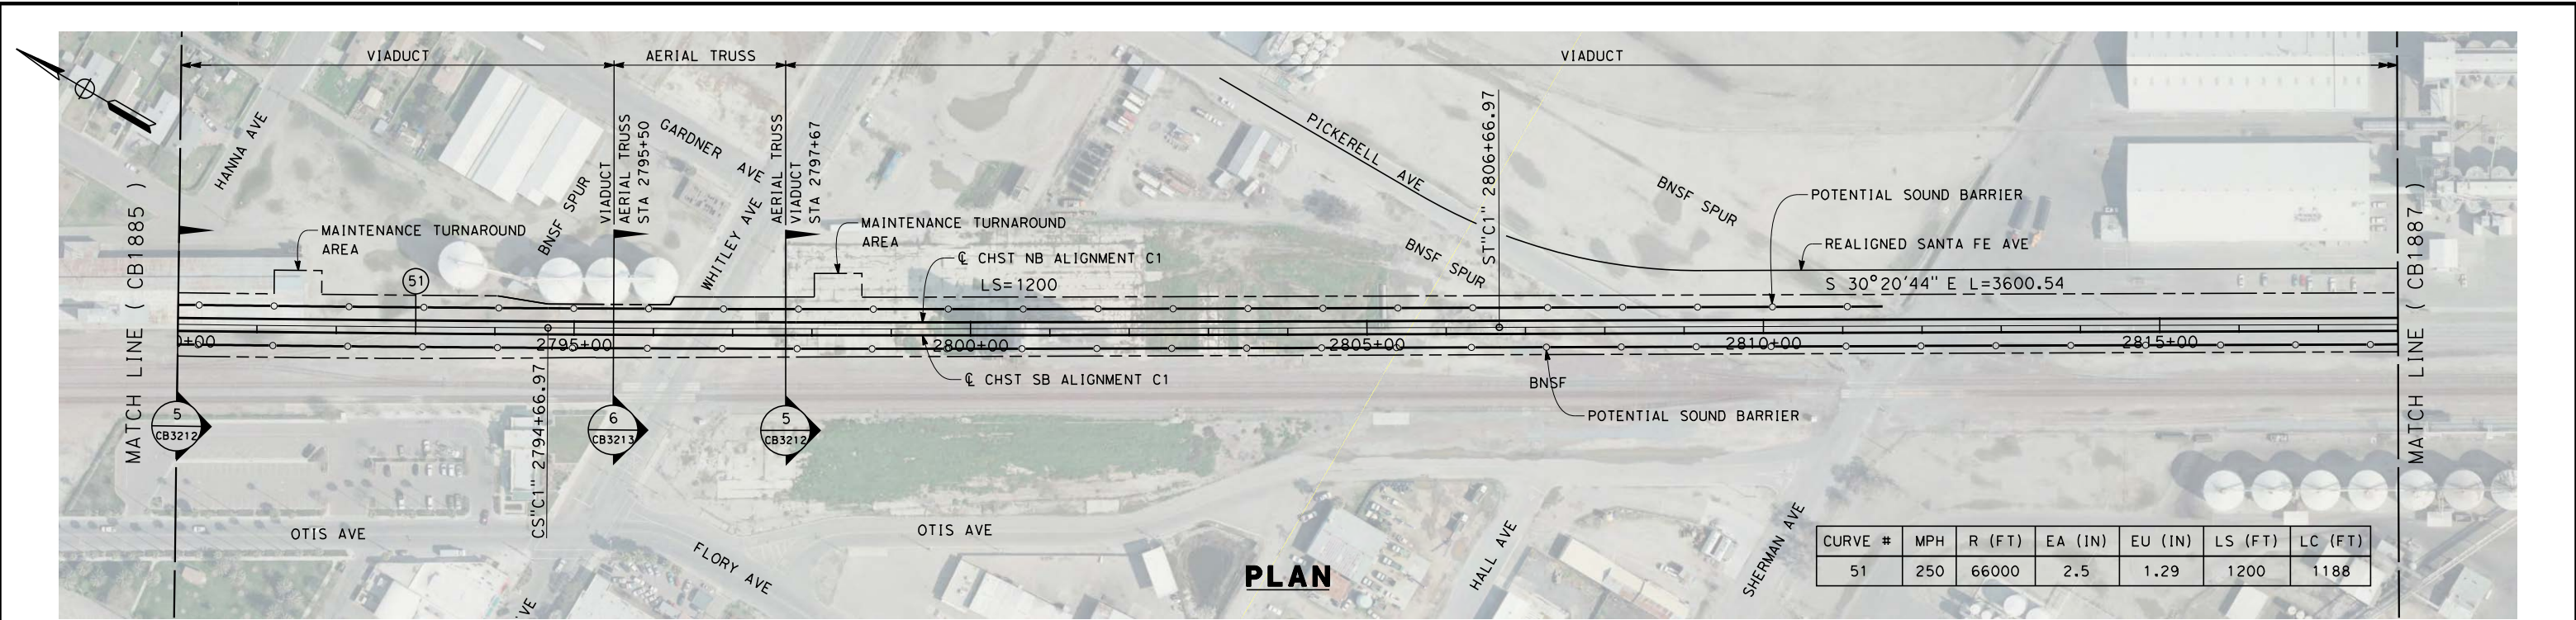 VIADUCT
AERIAL TRUSS
VIADUCT
MATCH LINE ( CB1885 )
HANNA AVE
MAINTENANCE TURNAROUND
AREA
51
BNSF SPUR
VIADUCT
AERIAL TRUSS
STA 2795+50
GARDNER AVE
WHITLEY AVE
AERIAL TRUSS
VIADUCT
STA 2797+67
MAINTENANCE TURNAROUND
AREA
℄ CHST NB ALIGNMENT C1
LS=1200
PICKERELL AVE
BNSF SPUR
ST"C1" 2806+66.97
BNSF SPUR
POTENTIAL SOUND BARRIER
REALIGNED SANTA FE AVE
S 30°20'44" E L=3600.54
MATCH LINE ( CB1887 )
0+00
2795+00
2800+00
2805+00
2810+00
2815+00
℄ CHST SB ALIGNMENT C1
BNSF
POTENTIAL SOUND BARRIER
5
CB3212
CS"C1" 2794+66.97
6
CB3213
5
CB3212
OTIS AVE
FLORY AVE
OTIS AVE
HALL AVE
SHERMAN AVE
VE
PLAN
CURVE # MPH R (FT) EA (IN) EU (IN) LS (FT) LC (FT)
51 250 66000 2.5 1.29 1200 1188